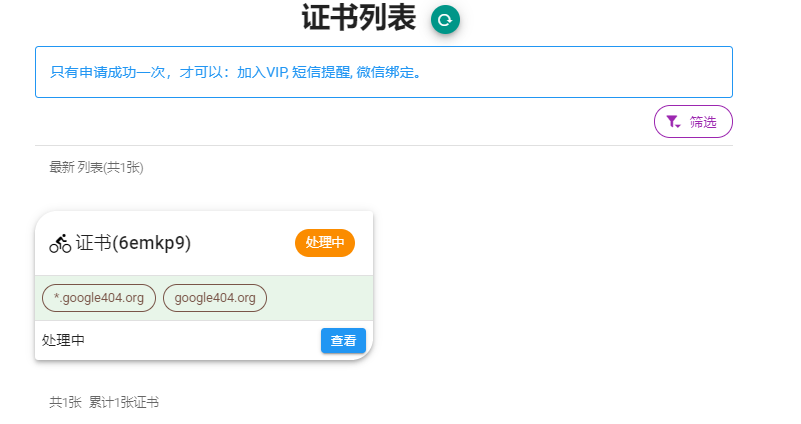 证书列表
只有申请成功一次，才可以：加入VIP, 短信提醒, 微信绑定。
筛选
最新 列表(共1张)
证书(6emkp9) 处理中
*.google404.org google404.org
处理中 查看
共1张 累计1张证书